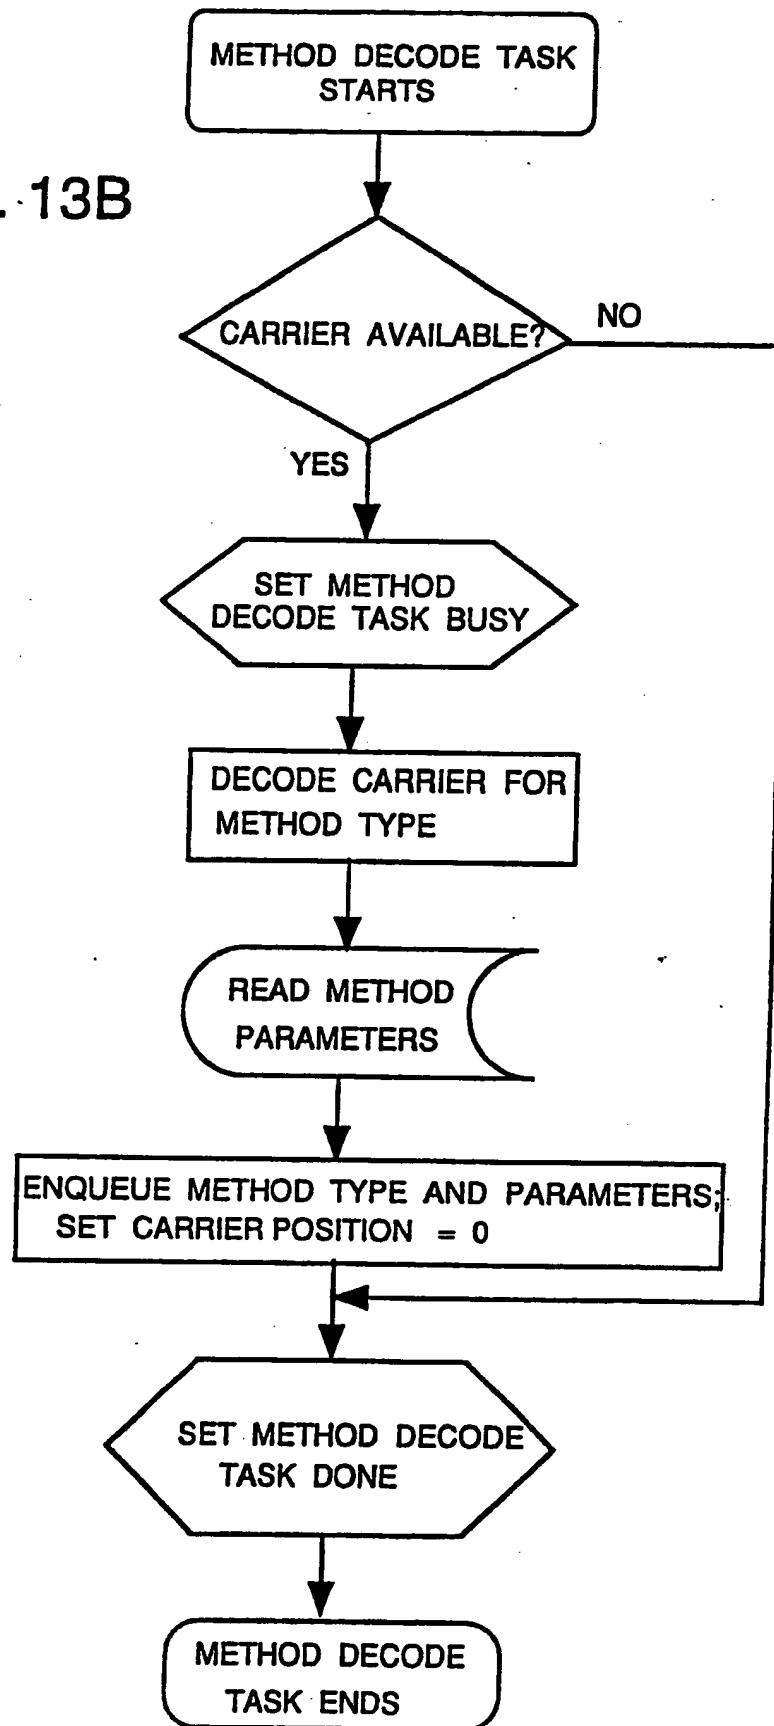 METHOD DECODE TASK
STARTS
. 13B
CARRIER AVAILABLE?
NO
YES
SET METHOD
DECODE TASK BUSY
DECODE CARRIER FOR
METHOD TYPE
READ METHOD
PARAMETERS
ENQUEUE METHOD TYPE AND PARAMETERS;
SET CARRIER POSITION = 0
SET METHOD DECODE
TASK DONE
METHOD DECODE
TASK ENDS